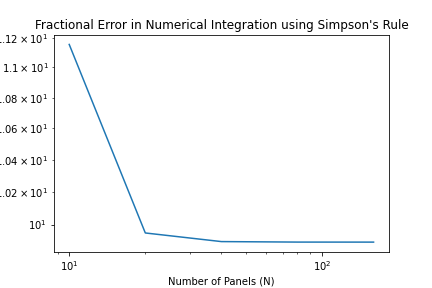 Fractional Error in Numerical Integration using Simpson's Rule
1.12 × 10¹
1.1 × 10¹
1.08 × 10¹
1.06 × 10¹
1.04 × 10¹
1.02 × 10¹
10¹
10¹ 10²
Number of Panels (N)